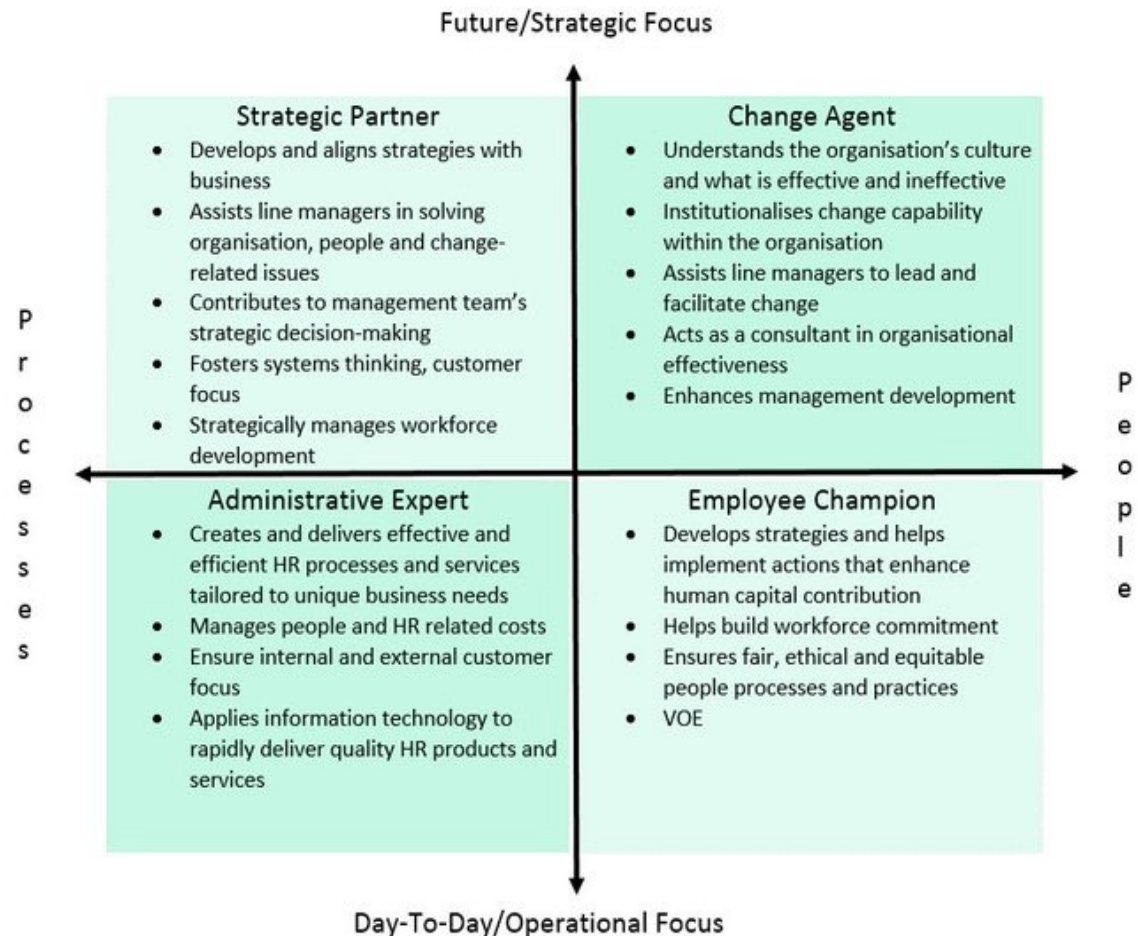 Future/Strategic Focus
Strategic Partner
• Develops and aligns strategies with
business
• Assists line managers in solving
organisation, people and change-
related issues
• Contributes to management team's
strategic decision-making
• Fosters systems thinking, customer
focus
• Strategically manages workforce
development
Change Agent
• Understands the organisation's culture
and what is effective and ineffective
• Institutionalises change capability
within the organisation
• Assists line managers to lead and
facilitate change
• Acts as a consultant in organisational
effectiveness
• Enhances management development
Processes
People
Administrative Expert
• Creates and delivers effective and
efficient HR processes and services
tailored to unique business needs
• Manages people and HR related costs
• Ensure internal and external customer
focus
• Applies information technology to
rapidly deliver quality HR products and
services
Employee Champion
• Develops strategies and helps
implement actions that enhance
human capital contribution
• Helps build workforce commitment
• Ensures fair, ethical and equitable
people processes and practices
• VOE
Day-To-Day/Operational Focus